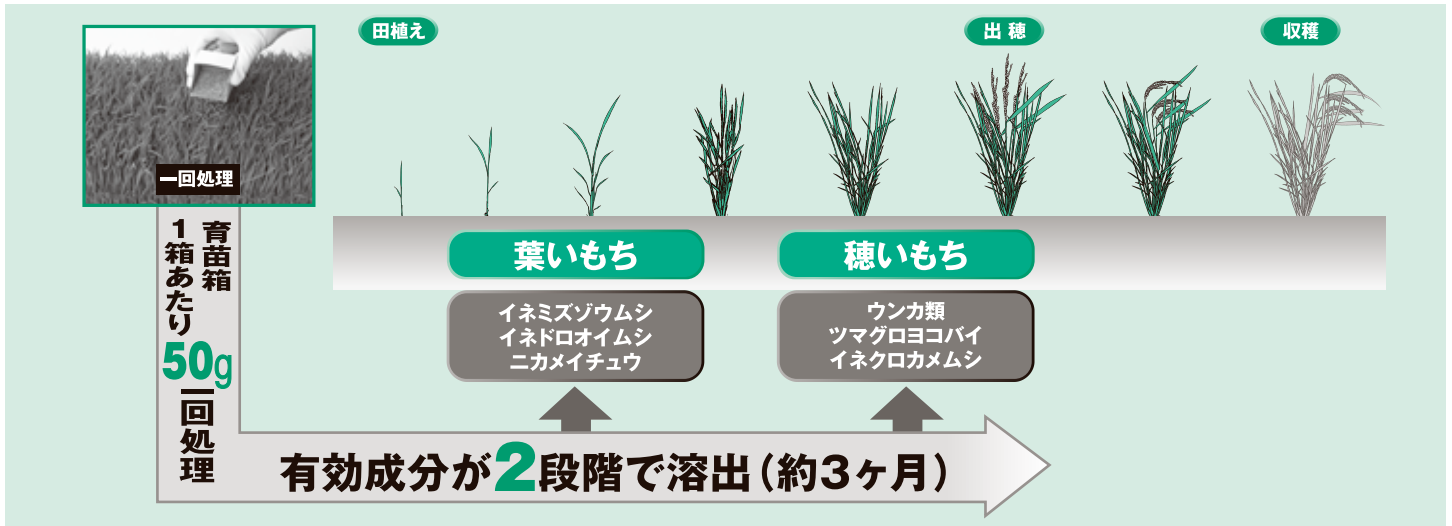 田植え
出穂
収穫
一回処理
育苗箱
1箱あたり
50g
一回処理
葉いもち
穂いもち
イネミズゾウムシ
イネドロオイムシ
ニカメイチュウ
ウンカ類
ツマグロヨコバイ
イネクロカメムシ
有効成分が2段階で溶出（約3ヶ月）